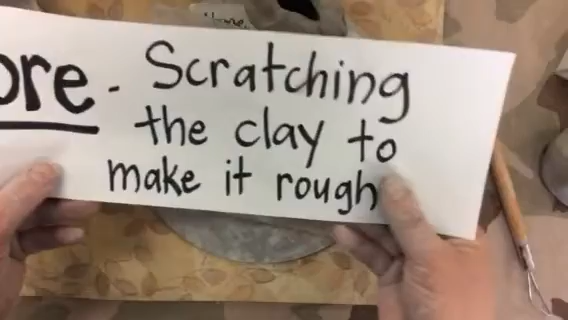 ore - Scratching
the clay to
make it rough